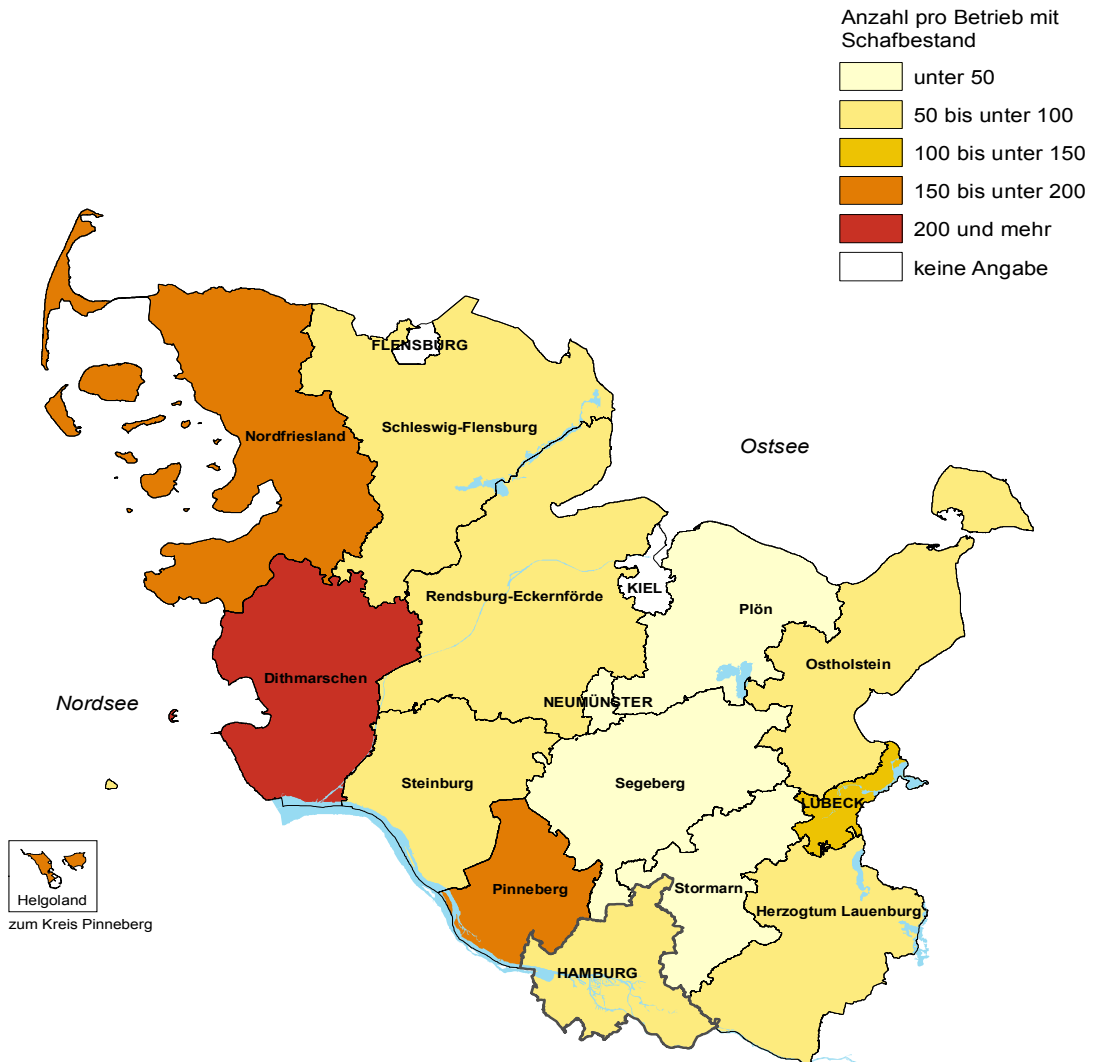 Anzahl pro Betrieb mit
Schafbestand
unter 50
50 bis unter 100
100 bis unter 150
150 bis unter 200
200 und mehr
keine Angabe
FLENSBURG
Schleswig-Flensburg
Nordfriesland
Ostsee
KIEL
Rendsburg-Eckernförde
Plön
Ostholstein
Dithmarschen
NEUMÜNSTER
Nordsee
Steinburg
Segeberg
LÜBECK
Pinneberg
Stormarn
Helgoland
Herzogtum Lauenburg
zum Kreis Pinneberg
HAMBURG